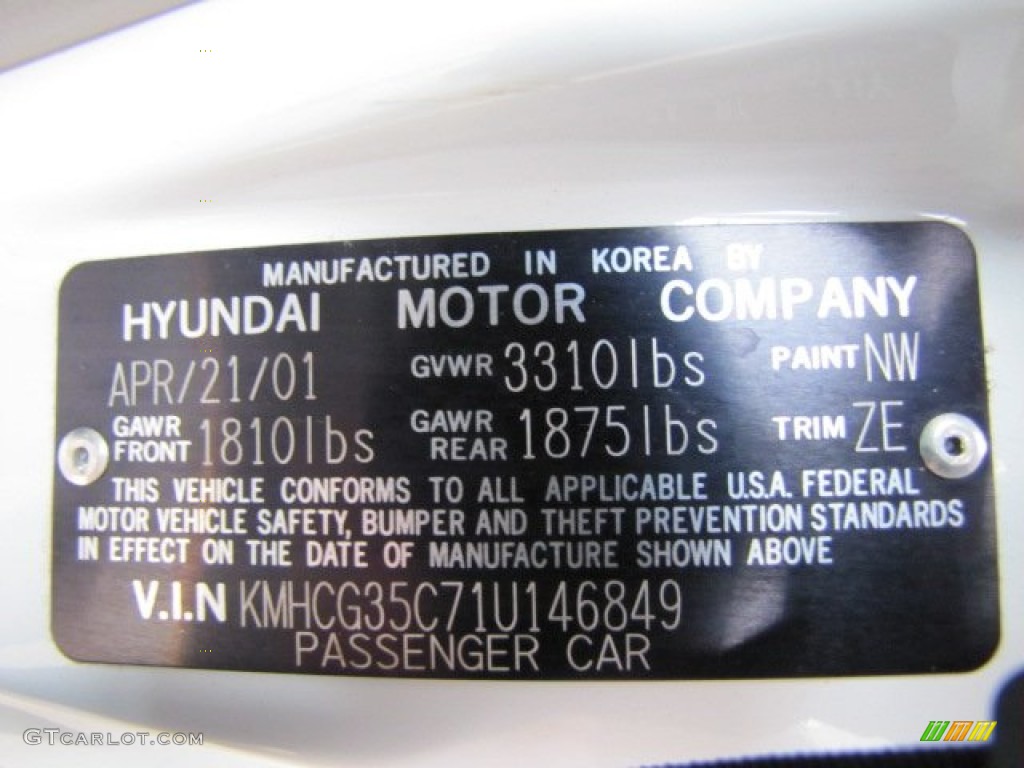 MANUFACTURED IN KOREA BY
HYUNDAI MOTOR COMPANY
APR/21/01 GVWR 3310lbs PAINT NW
GAWR FRONT 1810lbs GAWR REAR 1875lbs TRIM ZE
THIS VEHICLE CONFORMS TO ALL APPLICABLE U.S.A. FEDERAL
MOTOR VEHICLE SAFETY, BUMPER AND THEFT PREVENTION STANDARDS
IN EFFECT ON THE DATE OF MANUFACTURE SHOWN ABOVE
V.I.N KMHCG35C71U146849
PASSENGER CAR
GTCARLOT.COM